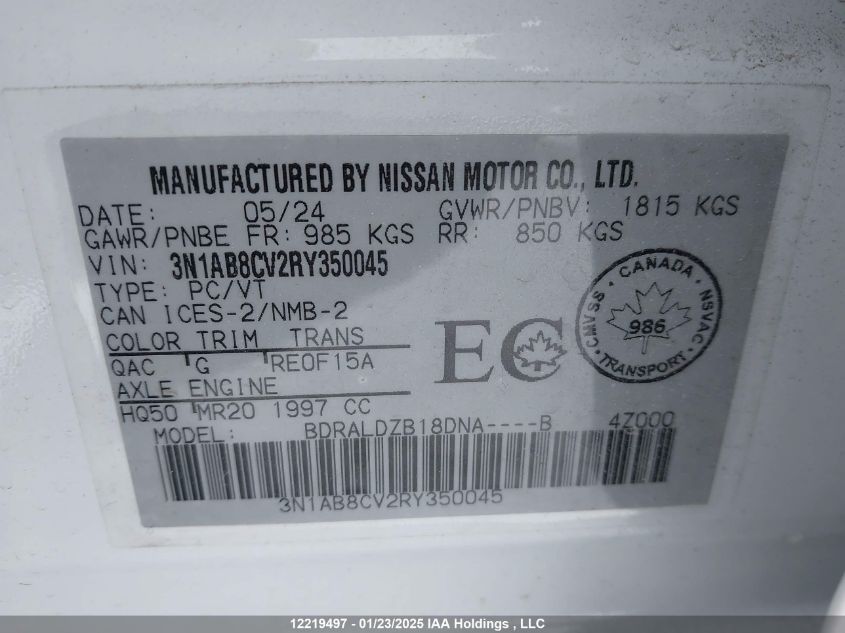 MANUFACTURED BY NISSAN MOTOR CO., LTD.
DATE: 05/24 GVWR/PNBV: 1815 KGS
GAWR/PNBE FR: 985 KGS RR: 850 KGS
VIN: 3N1AB8CV2RY350045
TYPE: PC/VT
CAN ICES-2/NMB-2
COLOR TRIM TRANS
QAC G RE0F15A
AXLE ENGINE
HQ50 MR20 1997 CC
MODEL: BDRALDZB18DNA----B 4Z000
3N1AB8CV2RY350045
EC
CANADA
CMVSS 986 NSVAC
TRANSPORT
12219497 - 01/23/2025 IAA Holdings , LLC